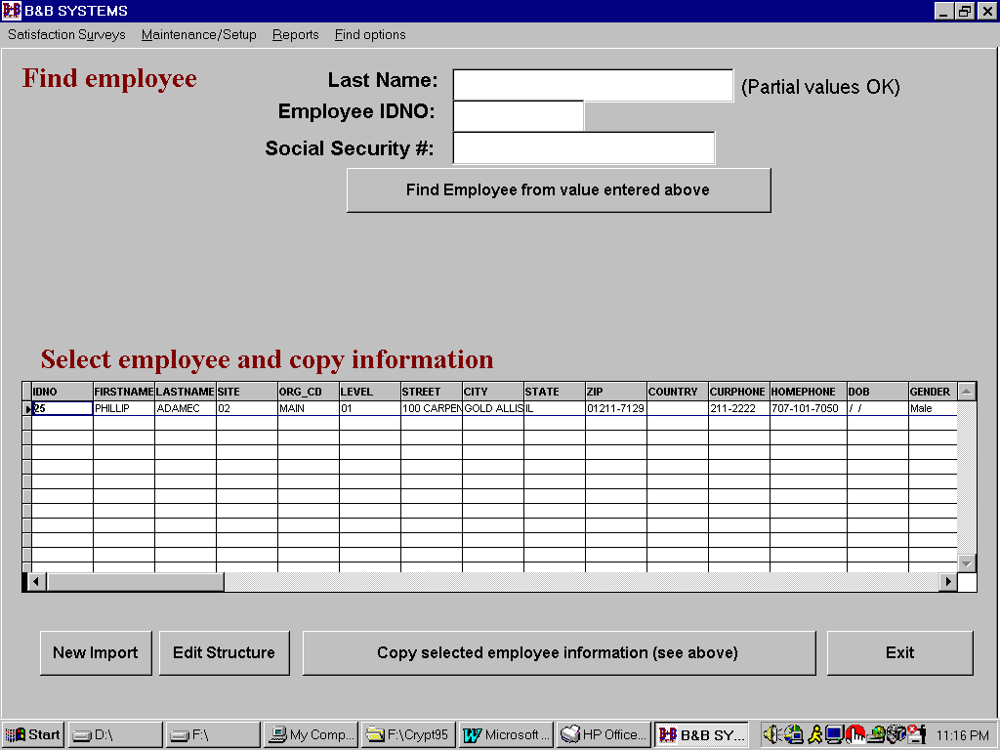 B&B SYSTEMS
Satisfaction Surveys Maintenance/Setup Reports Find options
Find employee
Last Name: (Partial values OK)
Employee IDNO:
Social Security #:
Find Employee from value entered above
Select employee and copy information
IDNO FIRSTNAME LASTNAME SITE ORG_CD LEVEL STREET CITY STATE ZIP COUNTRY CURPHONE HOMEPHONE DOB GENDER
25 PHILLIP ADAMEC 02 MAIN 01 100 CARPEN GOLD ALLIS IL 01211-7129 211-2222 707-101-7050 / / Male
New Import Edit Structure Copy selected employee information (see above) Exit
Start D:\ F:\ My Comp... F:\Crypt95 Microsoft ... HP Office... B&B SY... 11:16 PM